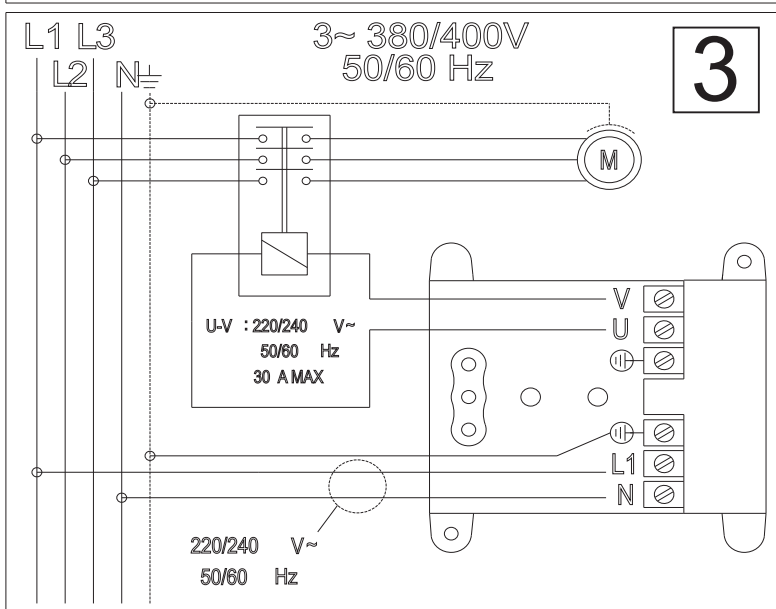 L1 L3
L2 N
3~ 380/400V
50/60 Hz
3
M
V
U
U-V : 220/240 V~
50/60 Hz
30 A MAX
L1
N
220/240 V~
50/60 Hz